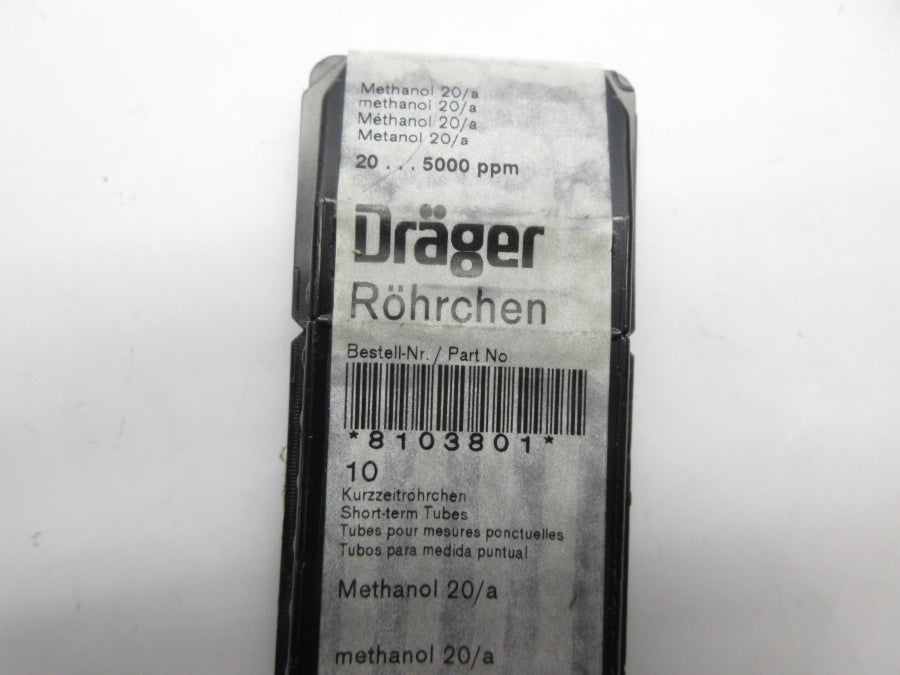 Methanol 20/a
methanol 20/a
Méthanol 20/a
Metanol 20/a
20 . . . 5000 ppm
Dräger
Röhrchen
Bestell-Nr. / Part No
*8103801*
10
Kurzzeitröhrchen
Short-term Tubes
Tubes pour mesures ponctuelles
Tubos para medida puntual
Methanol 20/a
methanol 20/a